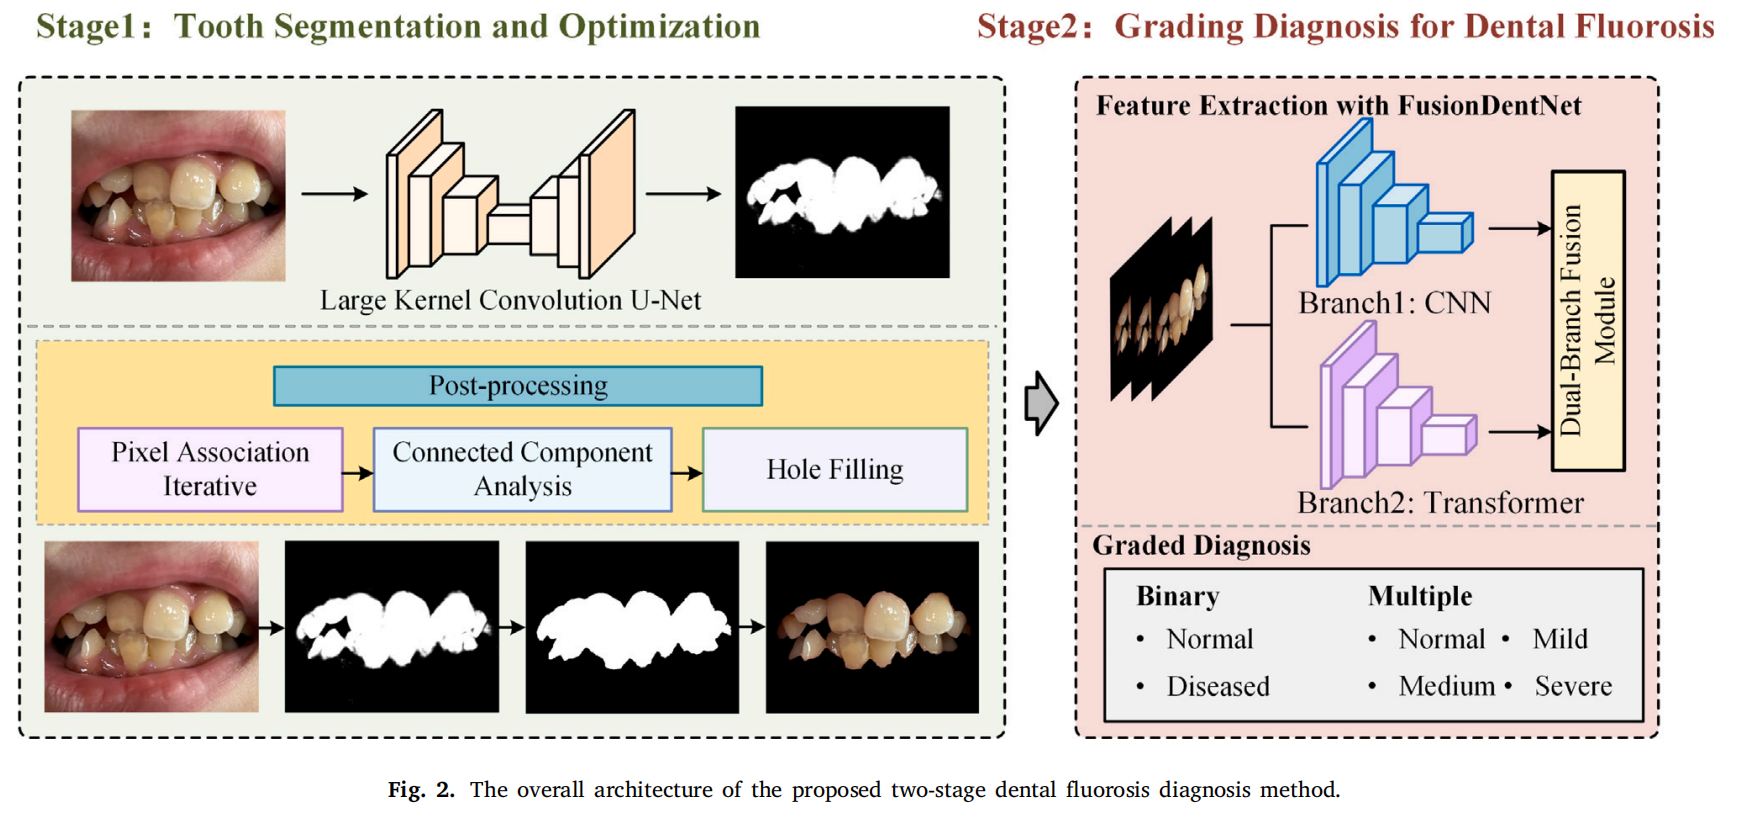 Stage1: Tooth Segmentation and Optimization
Stage2: Grading Diagnosis for Dental Fluorosis
Large Kernel Convolution U-Net
Post-processing
Pixel Association
Iterative
Connected Component
Analysis
Hole Filling
Feature Extraction with FusionDentNet
Branch1: CNN
Branch2: Transformer
Dual-Branch Fusion
Module
Graded Diagnosis
Binary
• Normal
• Diseased
Multiple
• Normal • Mild
• Medium • Severe
Fig. 2. The overall architecture of the proposed two-stage dental fluorosis diagnosis method.